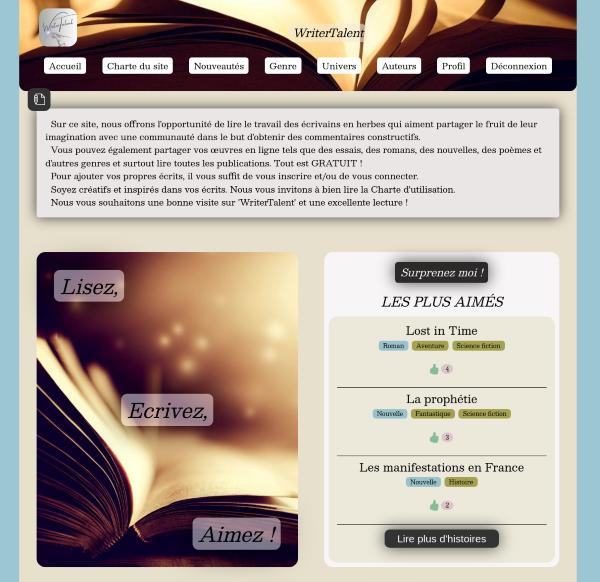 WriterTalent
WriterTalent
Accueil
Charte du site
Nouveautés
Genre
Univers
Auteurs
Profil
Déconnexion
Sur ce site, nous offrons l'opportunité de lire le travail des écrivains en herbes qui aiment partager le fruit de leur
imagination avec une communauté dans le but d'obtenir des commentaires constructifs.
Vous pouvez également partager vos œuvres en ligne tels que des essais, des romans, des nouvelles, des poèmes et
d'autres genres et surtout lire toutes les publications. Tout est GRATUIT !
Pour ajouter vos propres écrits, il vous suffit de vous inscrire et/ou de vous connecter.
Soyez créatifs et inspirés dans vos écrits. Nous vous invitons à bien lire la Charte d'utilisation.
Nous vous souhaitons une bonne visite sur 'WriterTalent' et une excellente lecture !
Lisez,
Ecrivez,
Aimez !
Surprenez moi !
LES PLUS AIMÉS
Lost in Time
Roman Aventure Science fiction
4
La prophétie
Nouvelle Fantastique Science fiction
3
Les manifestations en France
Nouvelle Histoire
2
Lire plus d'histoires